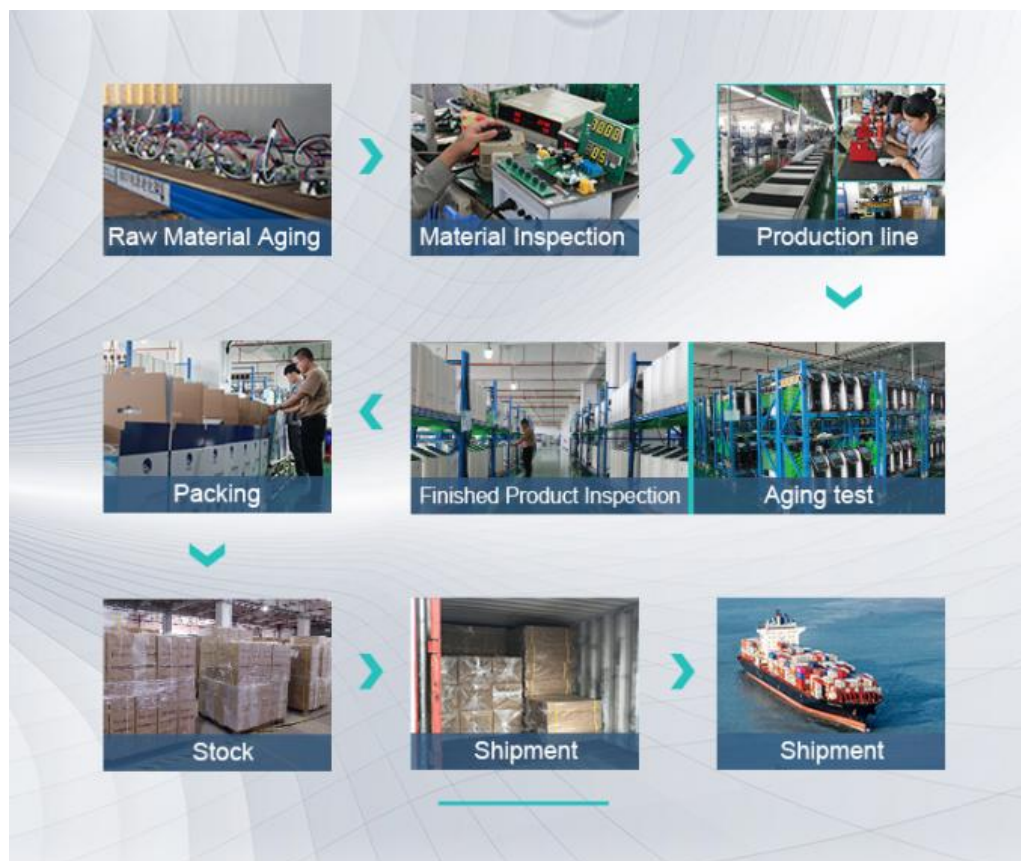 Raw Material Aging
Material Inspection
Production line
Packing
Finished Product Inspection
Aging test
Stock
Shipment
Shipment